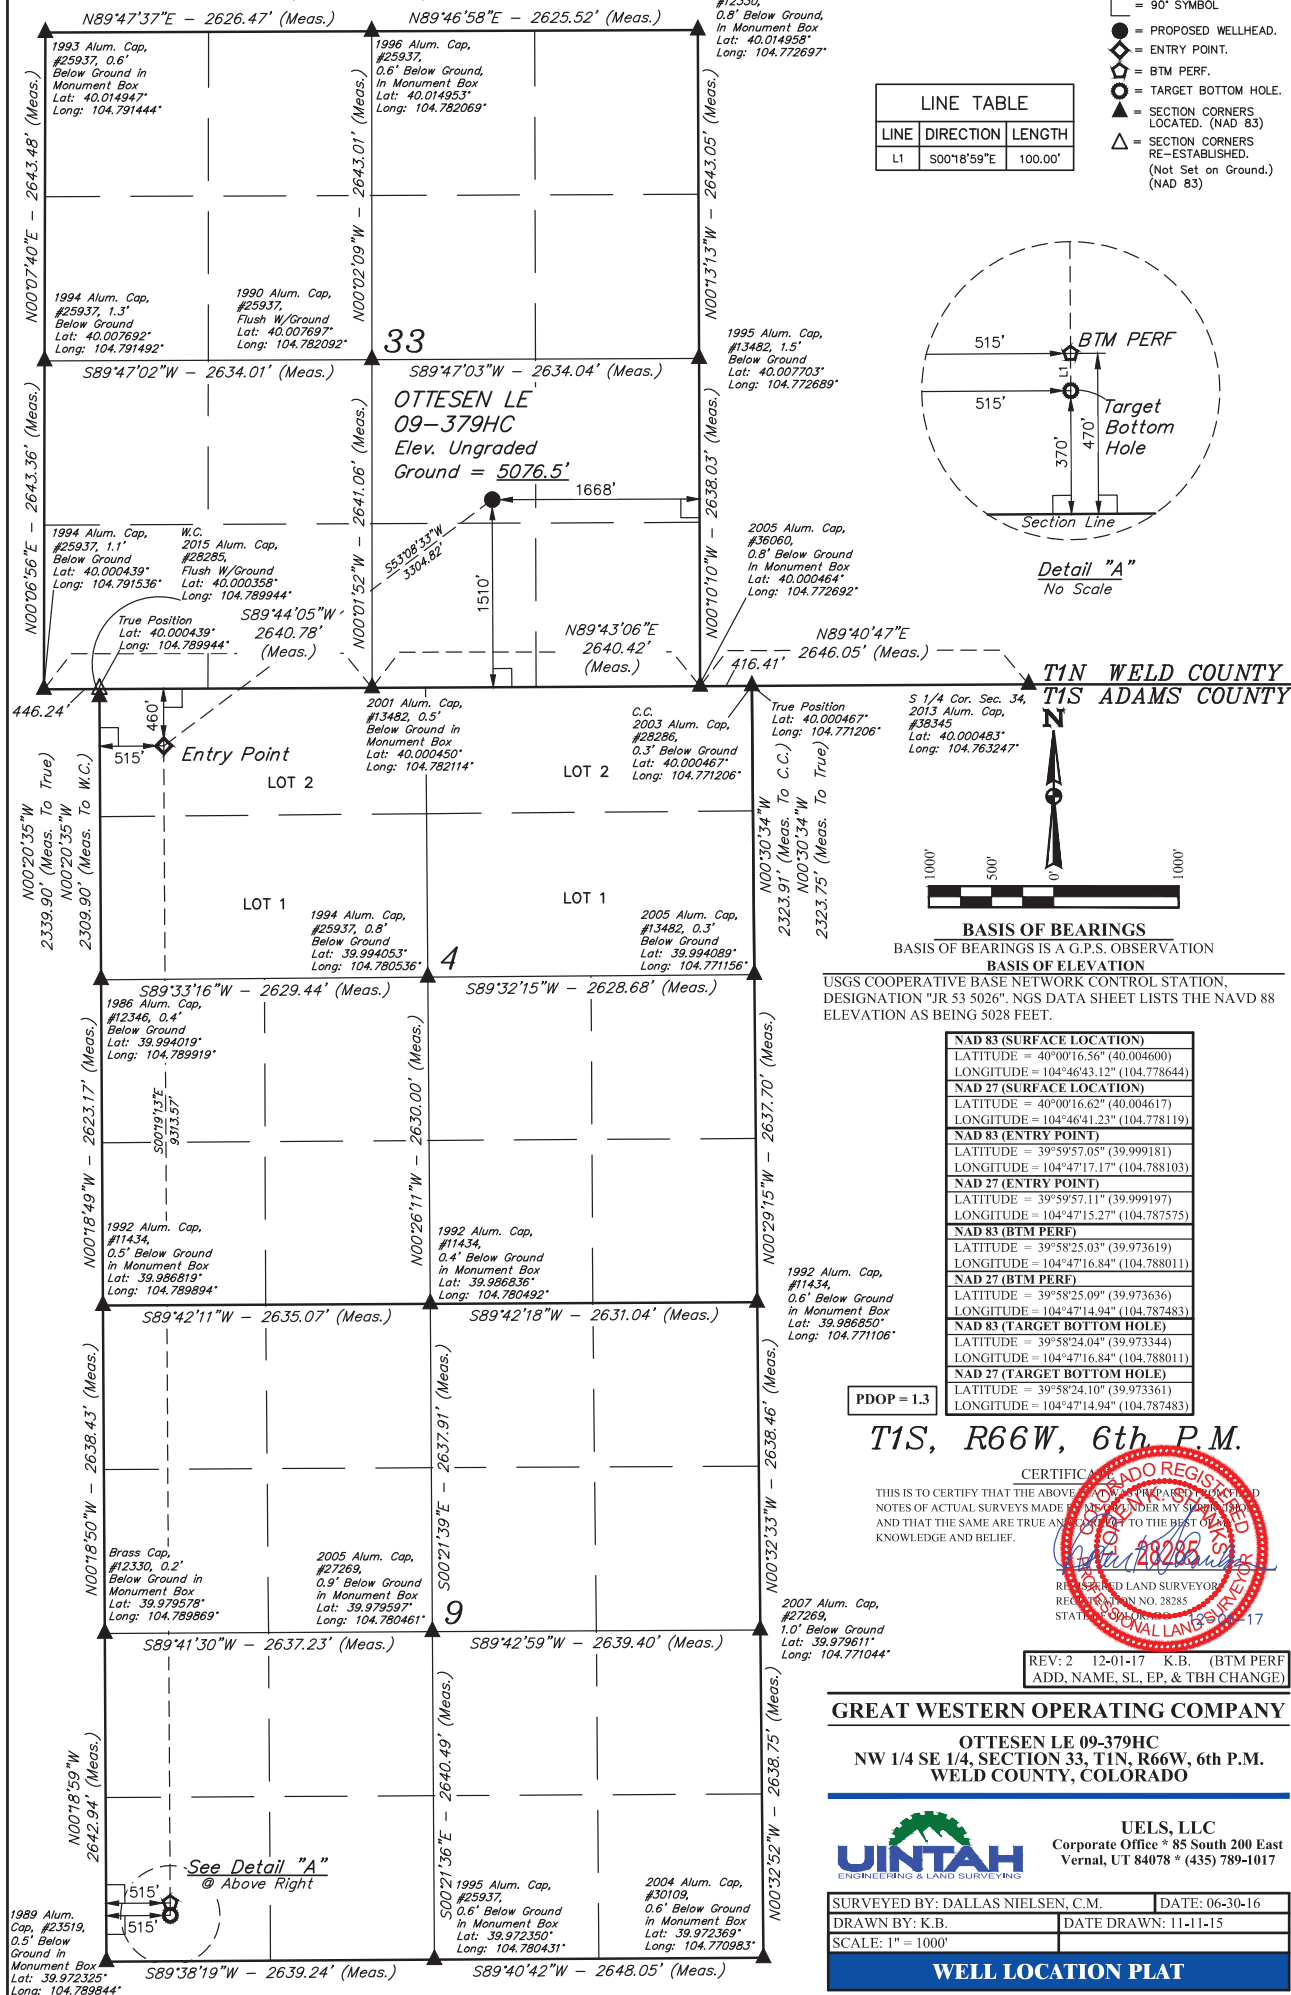 N89°47'37"E - 2626.47' (Meas.)
N89°46'58"E - 2625.52' (Meas.)
#12330,
0.8' Below Ground,
In Monument Box
Lat: 40.014958°
Long: 104.772697°
= 90° SYMBOL
= PROPOSED WELLHEAD.
= ENTRY POINT.
= BTM PERF.
= TARGET BOTTOM HOLE.
= SECTION CORNERS
LOCATED. (NAD 83)
= SECTION CORNERS
RE-ESTABLISHED.
(Not Set on Ground.)
(NAD 83)
1993 Alum. Cap,
#25937, 0.6'
Below Ground in
Monument Box
Lat: 40.014947°
Long: 104.791444°
1996 Alum. Cap,
#25937,
0.6' Below Ground,
In Monument Box
Lat: 40.014953°
Long: 104.782069°
LINE TABLE
LINE DIRECTION LENGTH
L1 S00°18'59"E 100.00'
N00°07'40"E - 2643.48' (Meas.)
N00°02'09"W - 2643.01' (Meas.)
N00°13'13"W - 2643.05' (Meas.)
1994 Alum. Cap,
#25937, 1.3'
Below Ground
Lat: 40.007692°
Long: 104.791492°
1990 Alum. Cap,
#25937,
Flush W/Ground
Lat: 40.007697°
Long: 104.782092°
33
1995 Alum. Cap,
#13482, 1.5'
Below Ground
Lat: 40.007703°
Long: 104.772689°
S89°47'02"W - 2634.01' (Meas.)
S89°47'03"W - 2634.04' (Meas.)
515'
BTM PERF
L1
515'
Target
Bottom
Hole
370'
470'
Section Line
Detail "A"
No Scale
OTTESEN LE
09-379HC
Elev. Ungraded
Ground = 5076.5'
1668'
1510'
S53°08'33"W
3304.82'
N00°06'56"E - 2643.36' (Meas.)
N00°01'52"W - 2641.06' (Meas.)
N00°10'10"W - 2638.03' (Meas.)
1994 Alum. Cap,
#25937, 1.1'
Below Ground
Lat: 40.000439°
Long: 104.791536°
W.C.
2015 Alum. Cap,
#28285,
Flush W/Ground
Lat: 40.000358°
Long: 104.789944°
True Position
Lat: 40.000439°
Long: 104.789944°
S89°44'05"W
2640.78'
(Meas.)
N89°43'06"E
2640.42'
(Meas.)
2005 Alum. Cap,
#36060,
0.8' Below Ground
In Monument Box
Lat: 40.000464°
Long: 104.772692°
N89°40'47"E
2646.05' (Meas.)
416.41'
T1N WELD COUNTY
T1S ADAMS COUNTY
446.24'
460'
515'
Entry Point
2001 Alum. Cap,
#13482, 0.5'
Below Ground in
Monument Box
Lat: 40.000450°
Long: 104.782114°
C.C.
2003 Alum. Cap,
#28286,
0.3' Below Ground
Lat: 40.000467°
Long: 104.771206°
True Position
Lat: 40.000467°
Long: 104.771206°
S 1/4 Cor. Sec. 34,
2013 Alum. Cap,
#38345
Lat: 40.000483°
Long: 104.763247°
N
LOT 2
LOT 2
LOT 1
LOT 1
N00°20'35"W
2339.90' (Meas. To True)
N00°20'35"W
2309.90' (Meas. To W.C.)
N00°30'34"W
2323.91' (Meas. To C.C.)
N00°30'34"W
2323.75' (Meas. To True)
1000'
500'
0'
1000'
1994 Alum. Cap,
#25937, 0.8'
Below Ground
Lat: 39.994053°
Long: 104.780536°
4
2005 Alum. Cap,
#13482, 0.3'
Below Ground
Lat: 39.994089°
Long: 104.771156°
BASIS OF BEARINGS
BASIS OF BEARINGS IS A G.P.S. OBSERVATION
BASIS OF ELEVATION
USGS COOPERATIVE BASE NETWORK CONTROL STATION,
DESIGNATION "JR 53 5026". NGS DATA SHEET LISTS THE NAVD 88
ELEVATION AS BEING 5028 FEET.
S89°33'16"W - 2629.44' (Meas.)
S89°32'15"W - 2628.68' (Meas.)
1986 Alum. Cap,
#12346, 0.4'
Below Ground
Lat: 39.994019°
Long: 104.789919°
S00°19'13"E
9313.57'
N00°18'49"W - 2623.17' (Meas.)
N00°26'11"W - 2630.00' (Meas.)
N00°29'15"W - 2637.70' (Meas.)
NAD 83 (SURFACE LOCATION)
LATITUDE = 40°00'16.56" (40.004600)
LONGITUDE = 104°46'43.12" (104.778644)
NAD 27 (SURFACE LOCATION)
LATITUDE = 40°00'16.62" (40.004617)
LONGITUDE = 104°46'41.23" (104.778119)
NAD 83 (ENTRY POINT)
LATITUDE = 39°59'57.05" (39.999181)
LONGITUDE = 104°47'17.17" (104.788103)
NAD 27 (ENTRY POINT)
LATITUDE = 39°59'57.11" (39.999197)
LONGITUDE = 104°47'15.27" (104.787575)
NAD 83 (BTM PERF)
LATITUDE = 39°58'25.03" (39.973619)
LONGITUDE = 104°47'16.84" (104.788011)
NAD 27 (BTM PERF)
LATITUDE = 39°58'25.09" (39.973636)
LONGITUDE = 104°47'14.94" (104.787483)
NAD 83 (TARGET BOTTOM HOLE)
LATITUDE = 39°58'24.04" (39.973344)
LONGITUDE = 104°47'16.84" (104.788011)
NAD 27 (TARGET BOTTOM HOLE)
LATITUDE = 39°58'24.10" (39.973361)
LONGITUDE = 104°47'14.94" (104.787483)
PDOP = 1.3
1992 Alum. Cap,
#11434,
0.5' Below Ground
in Monument Box
Lat: 39.986819°
Long: 104.789894°
1992 Alum. Cap,
#11434,
0.4' Below Ground
in Monument Box
Lat: 39.986836°
Long: 104.780492°
1992 Alum. Cap,
#11434,
0.6' Below Ground
in Monument Box
Lat: 39.986850°
Long: 104.771106°
S89°42'11"W - 2635.07' (Meas.)
S89°42'18"W - 2631.04' (Meas.)
T1S, R66W, 6th P.M.
N00°18'50"W - 2638.43' (Meas.)
S00°21'39"E - 2637.91' (Meas.)
N00°32'33"W - 2638.46' (Meas.)
CERTIFICATE
THIS IS TO CERTIFY THAT THE ABOVE PLAT WAS PREPARED FROM FIELD
NOTES OF ACTUAL SURVEYS MADE BY ME OR UNDER MY SUPERVISION
AND THAT THE SAME ARE TRUE AND CORRECT TO THE BEST OF MY
KNOWLEDGE AND BELIEF.
COLORADO REGISTERED
LOREN K. SHANKS
28285
PROFESSIONAL LAND SURVEYOR
REGISTERED LAND SURVEYOR
REGISTRATION NO. 28285
STATE OF COLORADO
12-01-17
Brass Cap,
#12330, 0.2'
Below Ground in
Monument Box
Lat: 39.979578°
Long: 104.789869°
2005 Alum. Cap,
#27269,
0.9' Below Ground
in Monument Box
Lat: 39.979597°
Long: 104.780461°
9
2007 Alum. Cap,
#27269,
1.0' Below Ground
Lat: 39.979611°
Long: 104.771044°
S89°41'30"W - 2637.23' (Meas.)
S89°42'59"W - 2639.40' (Meas.)
REV: 2 12-01-17 K.B. (BTM PERF
ADD, NAME, SL, EP, & TBH CHANGE)
GREAT WESTERN OPERATING COMPANY
OTTESEN LE 09-379HC
NW 1/4 SE 1/4, SECTION 33, T1N, R66W, 6th P.M.
WELD COUNTY, COLORADO
N00°18'59"W
2642.94' (Meas.)
S00°21'36"E - 2640.49' (Meas.)
N00°32'52"W - 2638.75' (Meas.)
UINTAH
ENGINEERING & LAND SURVEYING
UELS, LLC
Corporate Office * 85 South 200 East
Vernal, UT 84078 * (435) 789-1017
See Detail "A"
@ Above Right
515'
515'
1989 Alum.
Cap, #23519,
0.5' Below
Ground in
Monument Box
Lat: 39.972325°
Long: 104.789844°
1995 Alum. Cap,
#25937,
0.6' Below Ground
in Monument Box
Lat: 39.972350°
Long: 104.780431°
2004 Alum. Cap,
#30109,
0.6' Below Ground
in Monument Box
Lat: 39.972369°
Long: 104.770983°
S89°38'19"W - 2639.24' (Meas.)
S89°40'42"W - 2648.05' (Meas.)
SURVEYED BY: DALLAS NIELSEN, C.M. DATE: 06-30-16
DRAWN BY: K.B. DATE DRAWN: 11-11-15
SCALE: 1" = 1000'
WELL LOCATION PLAT